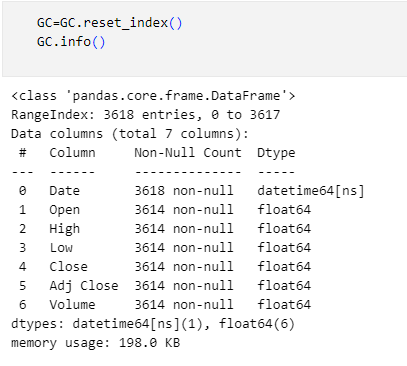 GC=GC.reset_index()
GC.info()
<class 'pandas.core.frame.DataFrame'>
RangeIndex: 3618 entries, 0 to 3617
Data columns (total 7 columns):
 #   Column     Non-Null Count  Dtype
---  ------     --------------  -----
 0   Date       3618 non-null   datetime64[ns]
 1   Open       3614 non-null   float64
 2   High       3614 non-null   float64
 3   Low        3614 non-null   float64
 4   Close      3614 non-null   float64
 5   Adj Close  3614 non-null   float64
 6   Volume     3614 non-null   float64
dtypes: datetime64[ns](1), float64(6)
memory usage: 198.0 KB